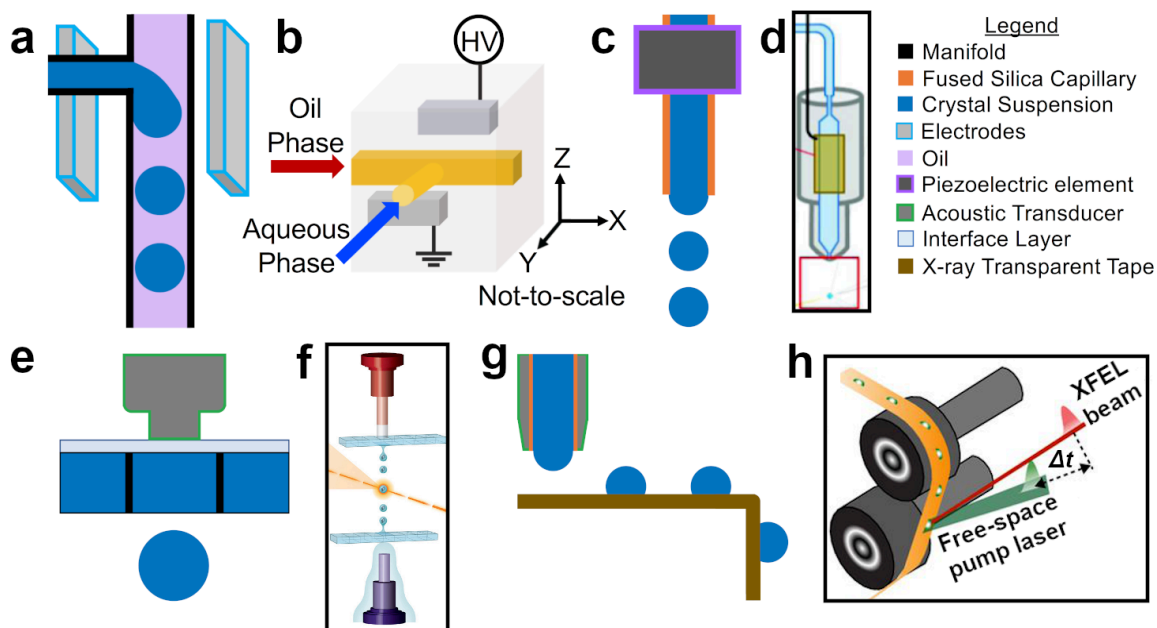 a
b
HV
Oil
Phase
Aqueous
Phase
Z
X
Y
Not-to-scale
c
d
Legend
Manifold
Fused Silica Capillary
Crystal Suspension
Electrodes
Oil
Piezoelectric element
Acoustic Transducer
Interface Layer
X-ray Transparent Tape
e
f
g
h
XFEL
beam
Δt
Free-space
pump laser